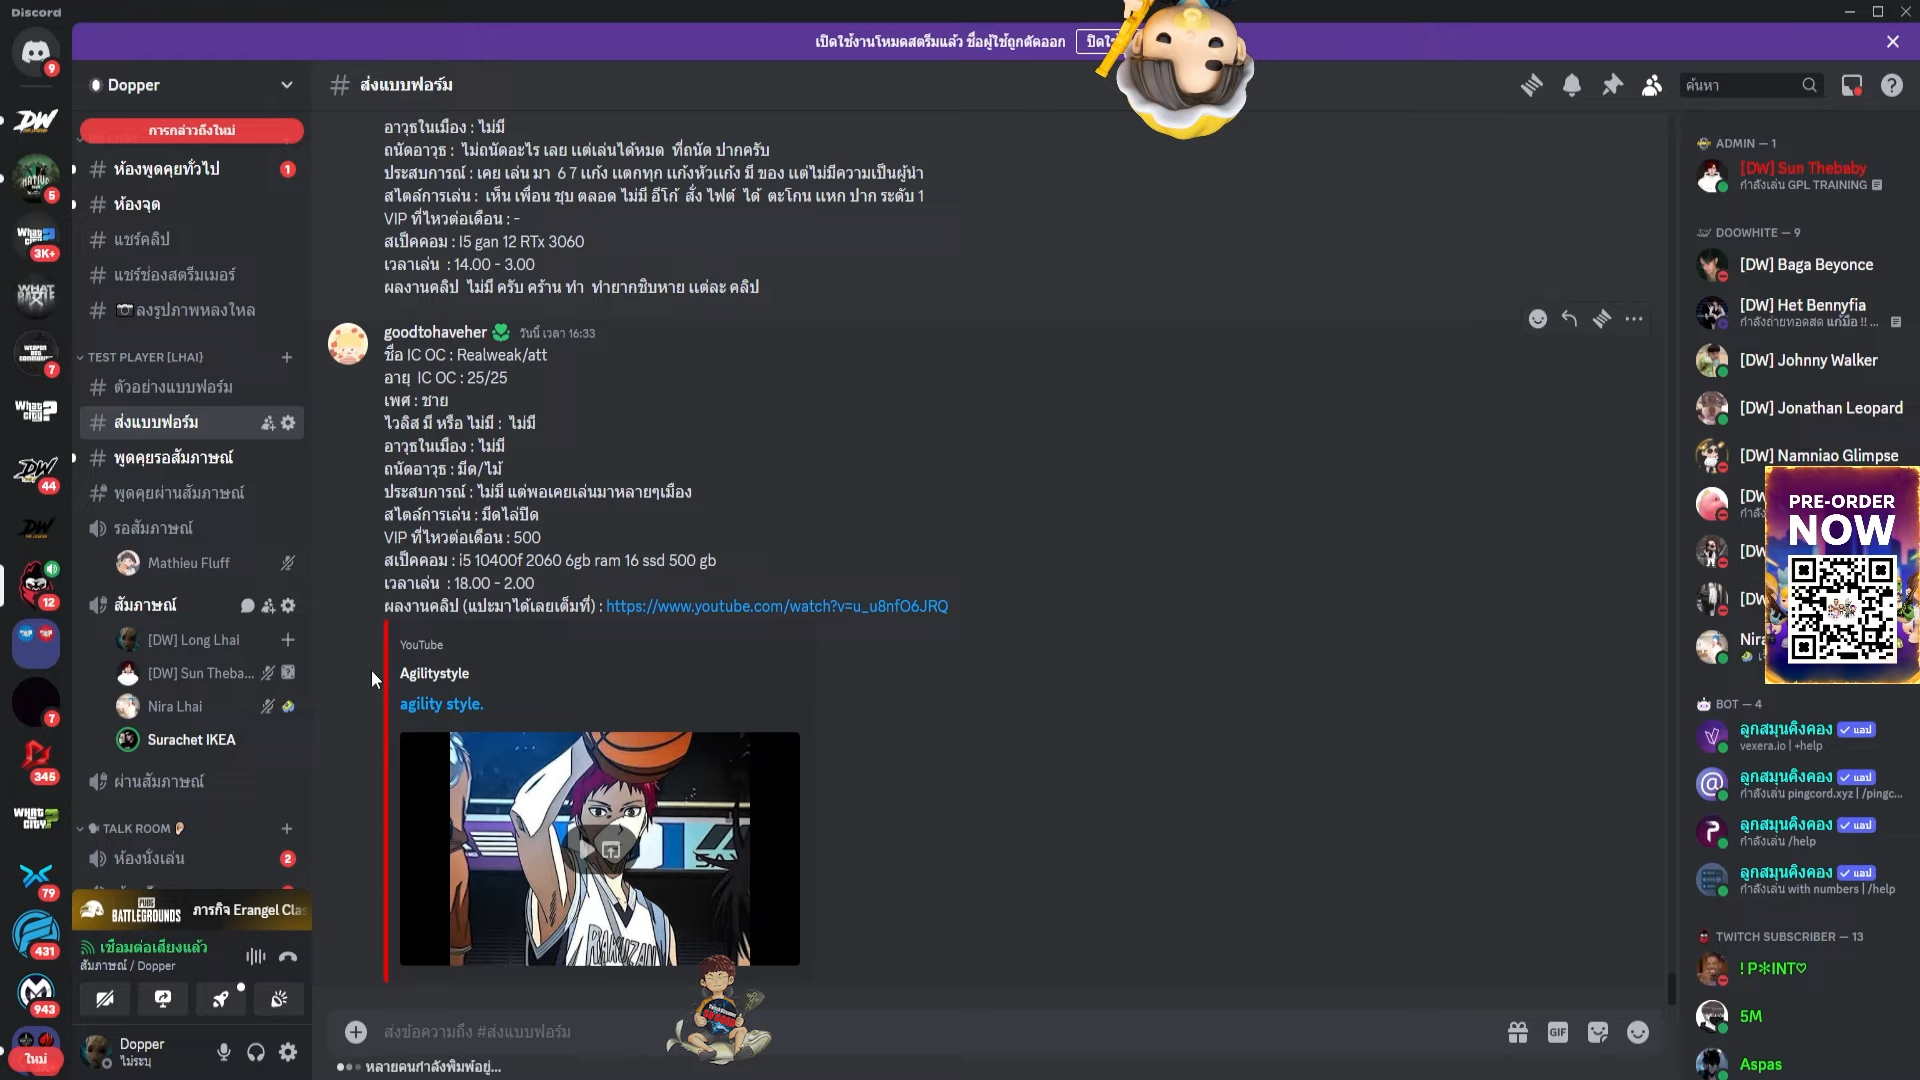 Discord
เปิดใช้งานโหมดสตรีมแล้ว ชื่อผู้ใช้ถูกตัดออก
Dopper
การกล่าวถึงใหม่
ห้องพูดคุยทั่วไป
1
ห้องจุด
แชร์คลิป
แชร์ช่องสตรีมเมอร์
ลงรูปภาพหลงใหล
TEST PLAYER [LHAI}
ตัวอย่างแบบฟอร์ม
ส่งแบบฟอร์ม
พูดคุยรอสัมภาษณ์
พูดคุยผ่านสัมภาษณ์
รอสัมภาษณ์
Mathieu Fluff
สัมภาษณ์
[DW] Long Lhai
[DW] Sun Theba...
Nira Lhai
Surachet IKEA
ผ่านสัมภาษณ์
TALK ROOM
ห้องนั่งเล่น
2
PUBG
BATTLEGROUNDS
ภารกิจ Erangel Clas
เชื่อมต่อเสียงแล้ว
สัมภาษณ์ / Dopper
Dopper
ไม่ระบุ
9
DW
5
What City
3K+
WHAT BATTLE
7
What City?
DW
44
12
7
345
WHAT CITY?
79
431
943
ใหม่
ส่งแบบฟอร์ม
ค้นหา
อาวุธในเมือง : ไม่มี
ถนัดอาวุธ : ไม่ถนัดอะไร เลย แต่เล่นได้หมด ที่ถนัด ปากครับ
ประสบการณ์ : เคย เล่น มา 6 7 แก้ง แตกทุก แก้งหัวแก้ง มี ของ แต่ไม่มีความเป็นผู้นำ
สไตล์การเล่น : เห็น เพื่อน ชุบ ตลอด ไม่มี อีโก้ สั่ง ไฟต์ ได้ ตะโกน แหก ปาก ระดับ 1
VIP ที่ไหวต่อเดือน : -
สเป็คคอม : I5 gan 12 RTx 3060
เวลาเล่น : 14.00 - 3.00
ผลงานคลิป ไม่มี ครับ คร้าน ทำ ทำยากชิบหาย แต่ละ คลิป
goodtohaveher วันนี้ เวลา 16:33
ชื่อ IC OC : Realweak/att
อายุ IC OC : 25/25
เพศ : ชาย
ไวลิส มี หรือ ไม่มี : ไม่มี
อาวุธในเมือง : ไม่มี
ถนัดอาวุธ : มีด/ไม้
ประสบการณ์ : ไม่มี แต่พอเคยเล่นมาหลายๆเมือง
สไตล์การเล่น : มีดไล่ปิด
VIP ที่ไหวต่อเดือน : 500
สเป็คคอม : i5 10400f 2060 6gb ram 16 ssd 500 gb
เวลาเล่น : 18.00 - 2.00
ผลงานคลิป (แปะมาได้เลยเต็มที่) : https://www.youtube.com/watch?v=u_u8nfO6JRQ
YouTube
Agilitystyle
agility style.
RAKUZAN
ส่งข้อความถึง #ส่งแบบฟอร์ม
GIF
หลายคนกำลังพิมพ์อยู่...
ADMIN — 1
[DW] Sun Thebaby
กำลังเล่น GPL TRAINING
DOOWHITE — 9
[DW] Baga Beyonce
[DW] Het Bennyfia
กำลังถ่ายทอดสด แก้มือ !! ...
[DW] Johnny Walker
[DW] Jonathan Leopard
[DW] Namniao Glimpse
PRE-ORDER
NOW
BOT — 4
ลูกสมุนคิงคอง แอป
vexera.io | +help
ลูกสมุนคิงคอง แอป
กำลังเล่น pingcord.xyz | /pingc...
ลูกสมุนคิงคอง แอป
กำลังเล่น /help
ลูกสมุนคิงคอง แอป
กำลังเล่น with numbers | /help
TWITCH SUBSCRIBER — 13
! P✻INT♡
5M
Aspas